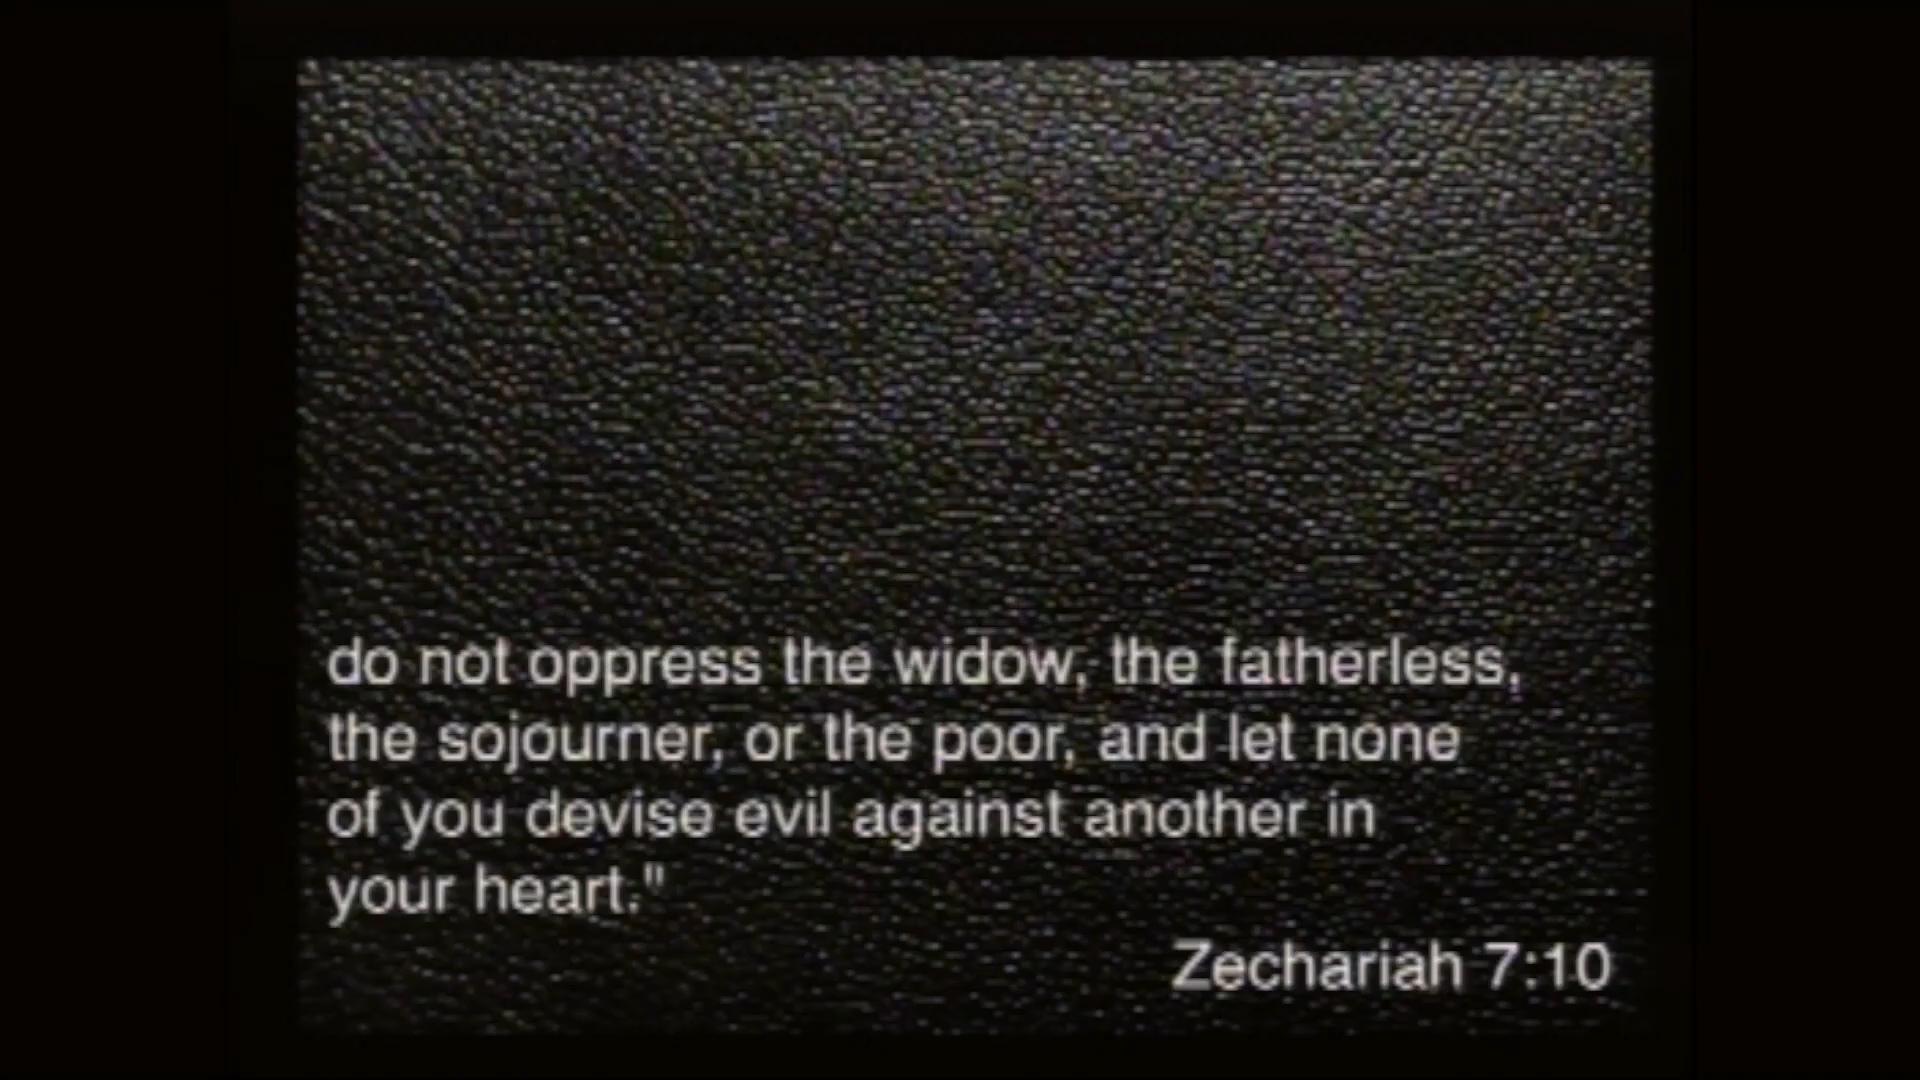 do not oppress the widow, the fatherless,
the sojourner, or the poor, and let none
of you devise evil against another in
your heart."
Zechariah 7:10